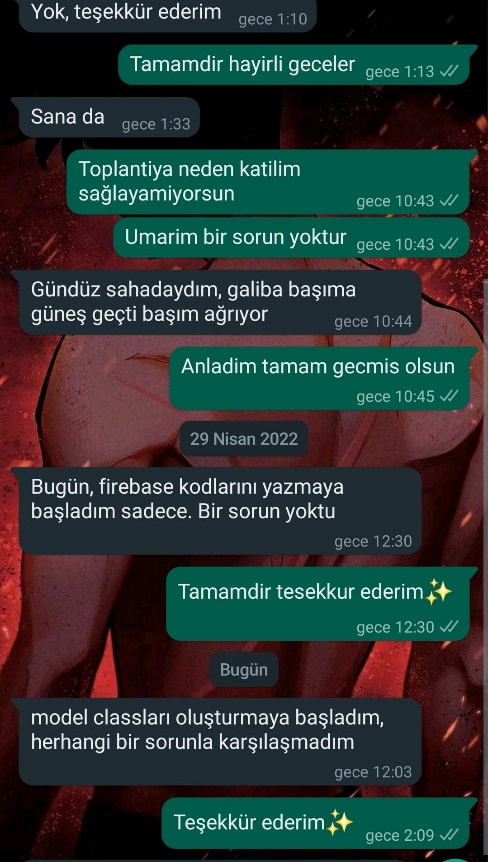 Yok, teşekkür ederim gece 1:10
Tamamdir hayirli geceler gece 1:13
Sana da gece 1:33
Toplantiya neden katilim
sağlayamiyorsun gece 10:43
Umarim bir sorun yoktur gece 10:43
Gündüz sahadaydım, galiba başıma
güneş geçti başım ağrıyor gece 10:44
Anladim tamam gecmis olsun
gece 10:45
29 Nisan 2022
Bugün, firebase kodlarını yazmaya
başladım sadece. Bir sorun yoktu
gece 12:30
Tamamdir tesekkur ederim✨
gece 12:30
Bugün
model classları oluşturmaya başladım,
herhangi bir sorunla karşılaşmadım
gece 12:03
Teşekkür ederim✨ gece 2:09